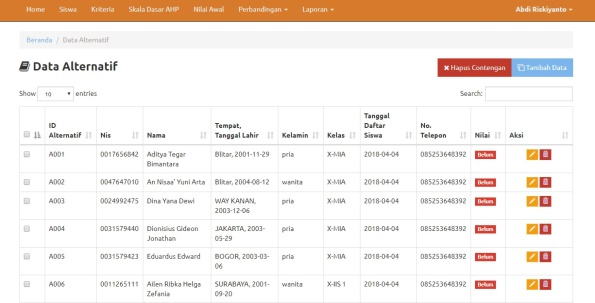 Home Siswa Kriteria Skala Dasar AHP Nilai Awal Perbandingan Laporan Abdi Riskiyanto
Beranda / Data Alternatif
Data Alternatif
Hapus Contengan Tambah Data
Show 10 entries Search:
ID Alternatif Nis Nama Tempat, Tanggal Lahir Kelamin Kelas Tanggal Daftar Siswa No. Telepon Nilai Aksi
A001 0017656842 Aditya Tegar Bimantara Blitar, 2001-11-29 pria X-MIA 2018-04-04 085253648392 Belum
A002 0047647010 An Nisaa' Yuni Arta Blitar, 2004-08-12 wanita X-MIA 2018-04-04 085253648392 Belum
A003 0024992475 Dina Yana Dewi WAY KANAN, 2003-12-06 pria X-MIA 2018-04-04 085253648392 Belum
A004 0031579440 Dionisius Gideon Jonathan JAKARTA, 2003-05-29 pria X-MIA 2018-04-04 085253648392 Belum
A005 0031579423 Eduardus Edward BOGOR, 2003-03-06 pria X-MIA 2018-04-04 085253648392 Belum
A006 0011265111 Ailen Ribka Helga Zefania SURABAYA, 2001-09-20 wanita X-IIS 1 2018-04-04 085253648392 Belum